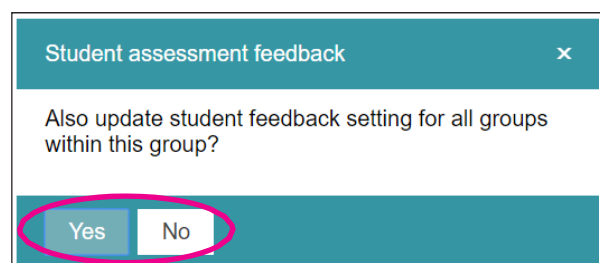 Student assessment feedback ×
Also update student feedback setting for all groups
within this group?
Yes No